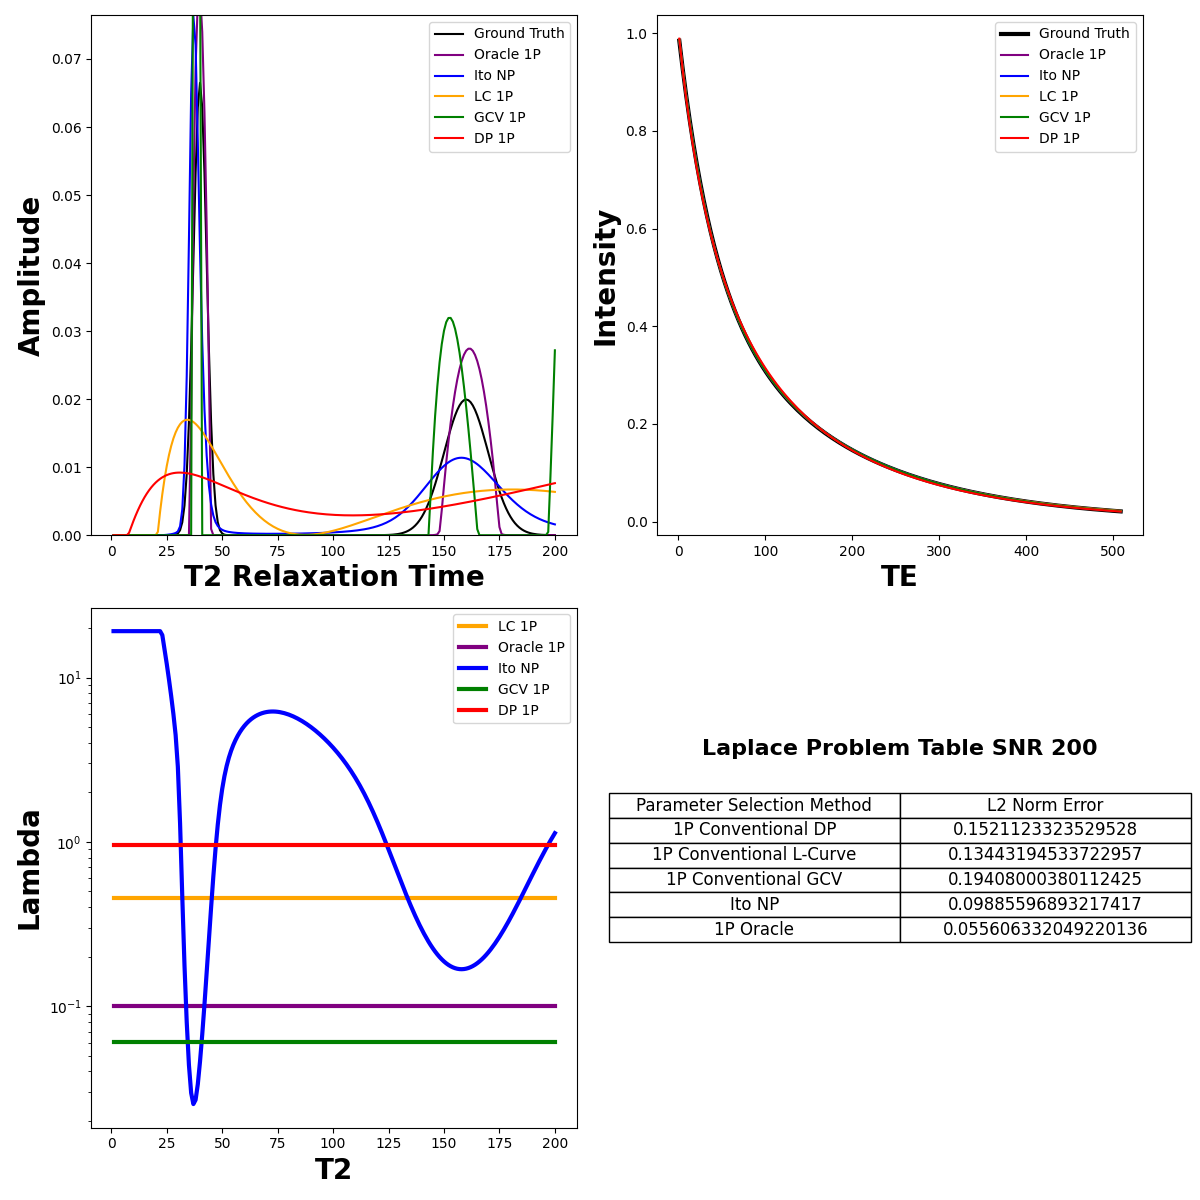 Ground Truth
Oracle 1P
Ito NP
LC 1P
GCV 1P
DP 1P
0.07
0.06
0.05
0.04
0.03
0.02
0.01
0.00
Amplitude
0 25 50 75 100 125 150 175 200
T2 Relaxation Time
Ground Truth
Oracle 1P
Ito NP
LC 1P
GCV 1P
DP 1P
1.0
0.8
0.6
0.4
0.2
0.0
Intensity
0 100 200 300 400 500
TE
LC 1P
Oracle 1P
Ito NP
GCV 1P
DP 1P
10¹
10⁰
10⁻¹
Lambda
0 25 50 75 100 125 150 175 200
T2
Laplace Problem Table SNR 200
Parameter Selection Method L2 Norm Error
1P Conventional DP 0.1521123323529528
1P Conventional L-Curve 0.13443194533722957
1P Conventional GCV 0.19408000380112425
Ito NP 0.09885596893217417
1P Oracle 0.055606332049220136